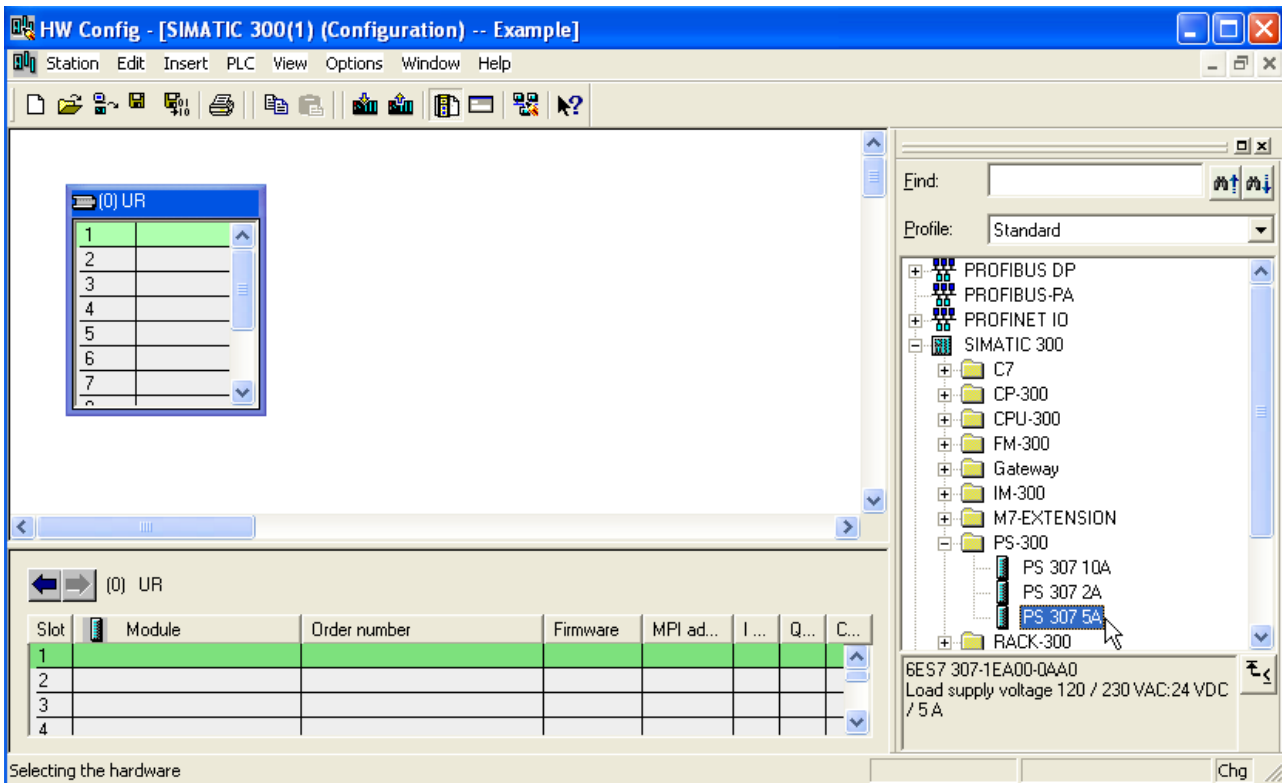 HW Config - [SIMATIC 300(1) (Configuration) -- Example]
Station Edit Insert PLC View Options Window Help
(0) UR
1
2
3
4
5
6
7
Find:
Profile: Standard
PROFIBUS DP
PROFIBUS-PA
PROFINET IO
SIMATIC 300
C7
CP-300
CPU-300
FM-300
Gateway
IM-300
M7-EXTENSION
PS-300
PS 307 10A
PS 307 2A
PS 307 5A
RACK-300
6ES7 307-1EA00-0AA0
Load supply voltage 120 / 230 VAC:24 VDC
/ 5 A
(0) UR
Slot Module Order number Firmware MPI ad... I ... Q... C...
1
2
3
4
Selecting the hardware
Chg